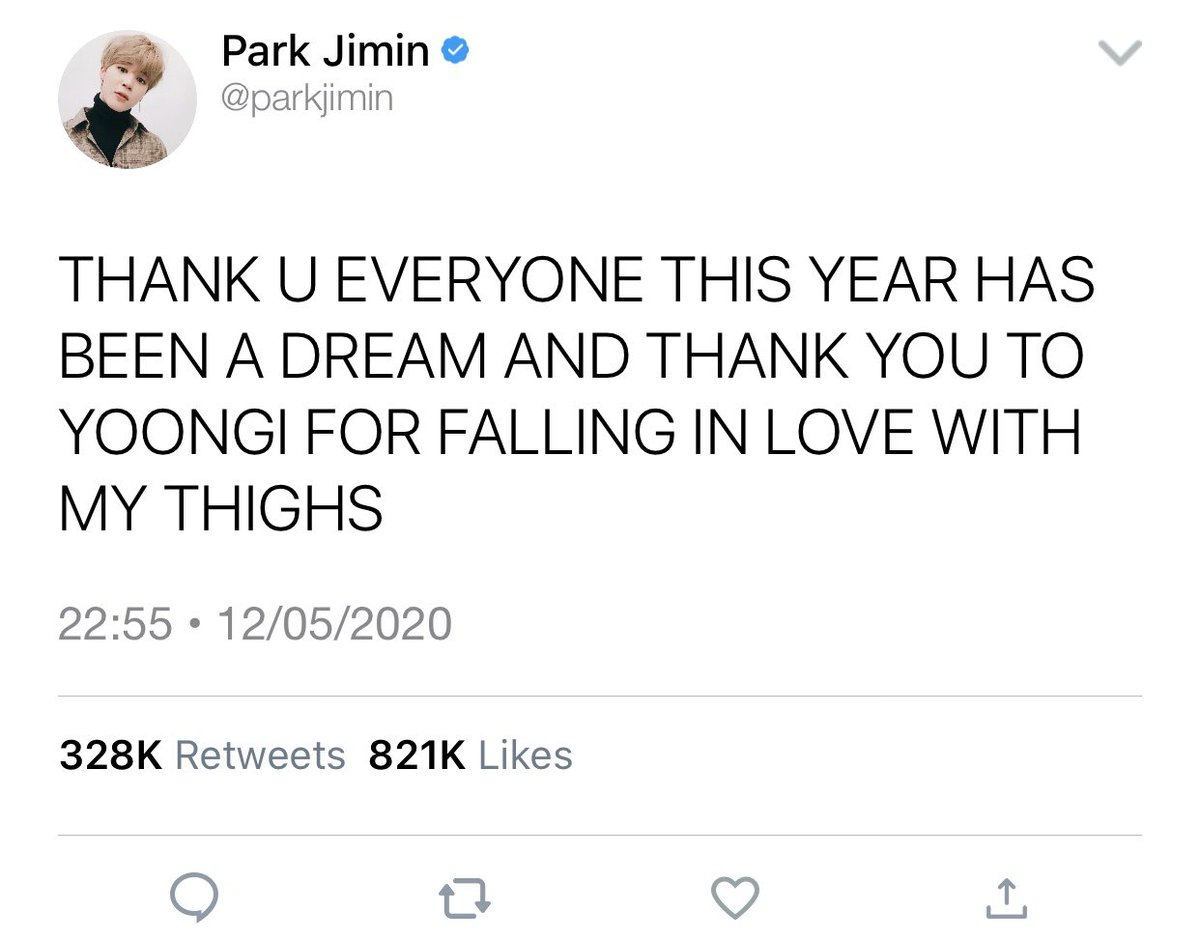 Park Jimin
@parkjimin
THANK U EVERYONE THIS YEAR HAS
BEEN A DREAM AND THANK YOU TO
YOONGI FOR FALLING IN LOVE WITH
MY THIGHS
22:55 • 12/05/2020
328K Retweets 821K Likes